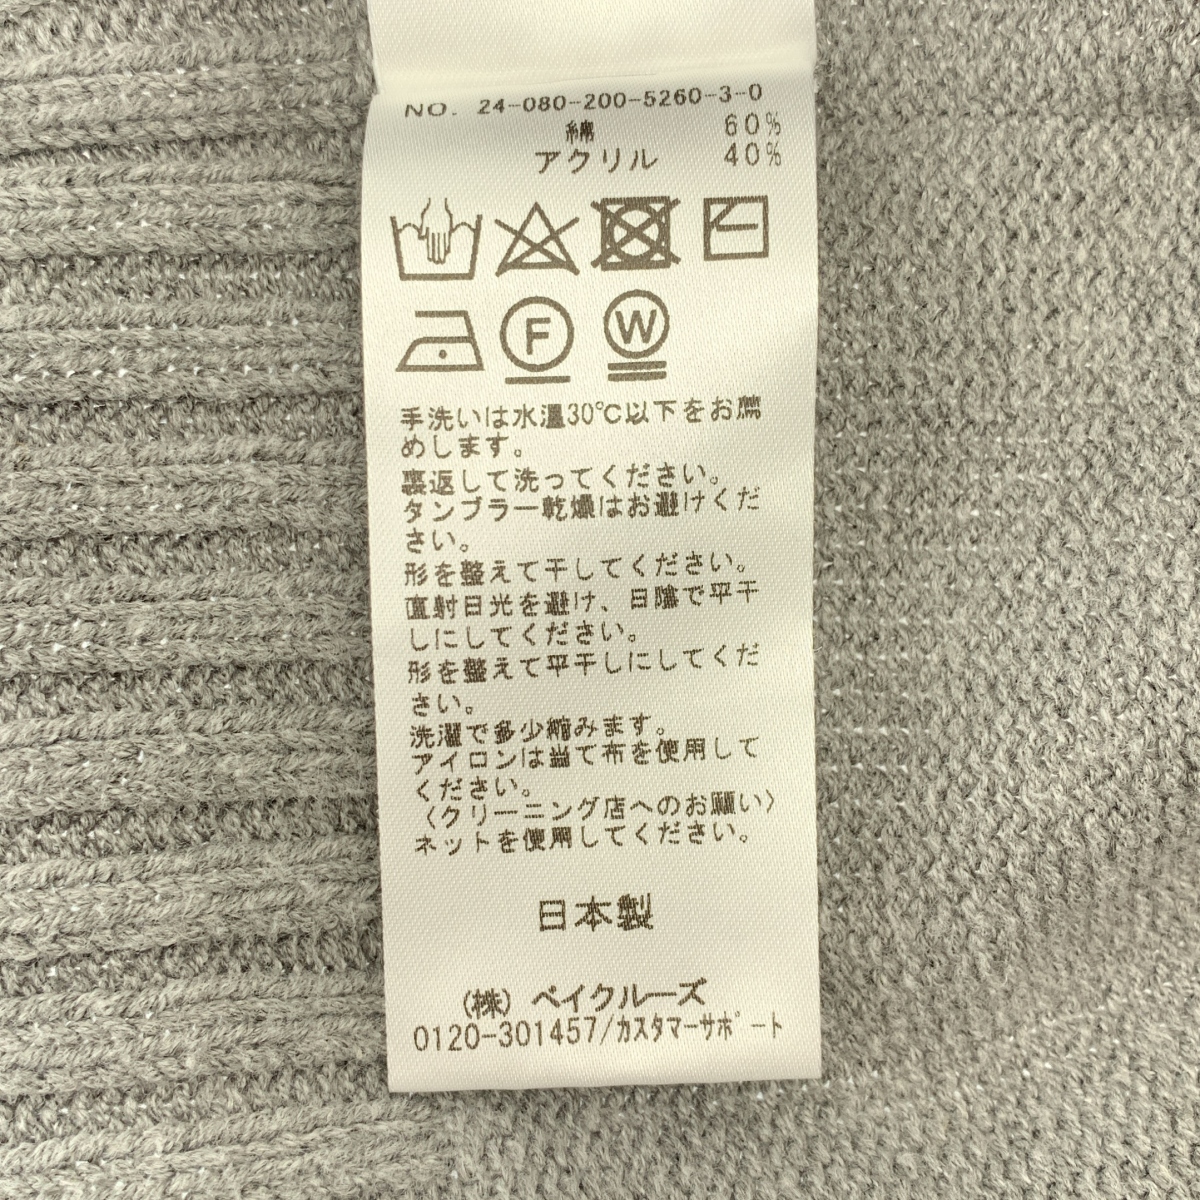 NO. 24-080-200-5260-3-0
綿 60%
アクリル 40%
F W
手洗いは水温30℃以下をお薦
めします。
裏返して洗ってください。
タンブラー乾燥はお避けくだ
さい。
形を整えて干してください。
直射日光を避け、日陰で平干
しにしてください。
形を整えて平干しにしてくだ
さい。
洗濯で多少縮みます。
アイロンは当て布を使用して
ください。
〈クリーニング店へのお願い〉
ネットを使用してください。
日本製
(株) ベイクルーズ
0120-301457/ｶｽﾀﾏｰｻﾎﾟｰﾄ